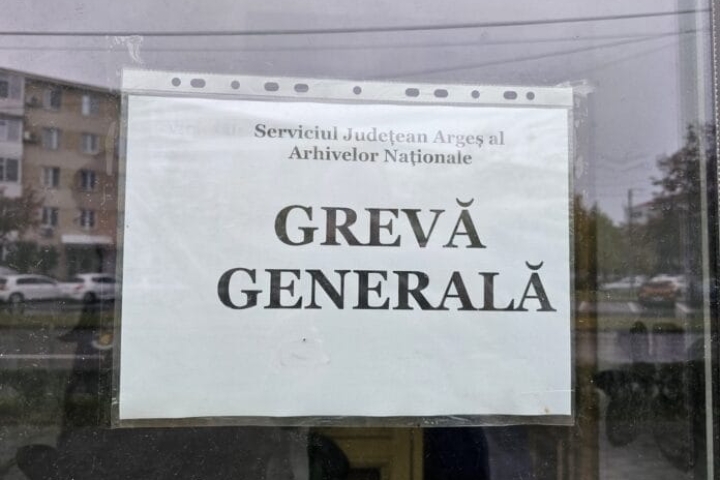 Serviciul Județean Argeș al
Arhivelor Naționale
GREVĂ
GENERALĂ